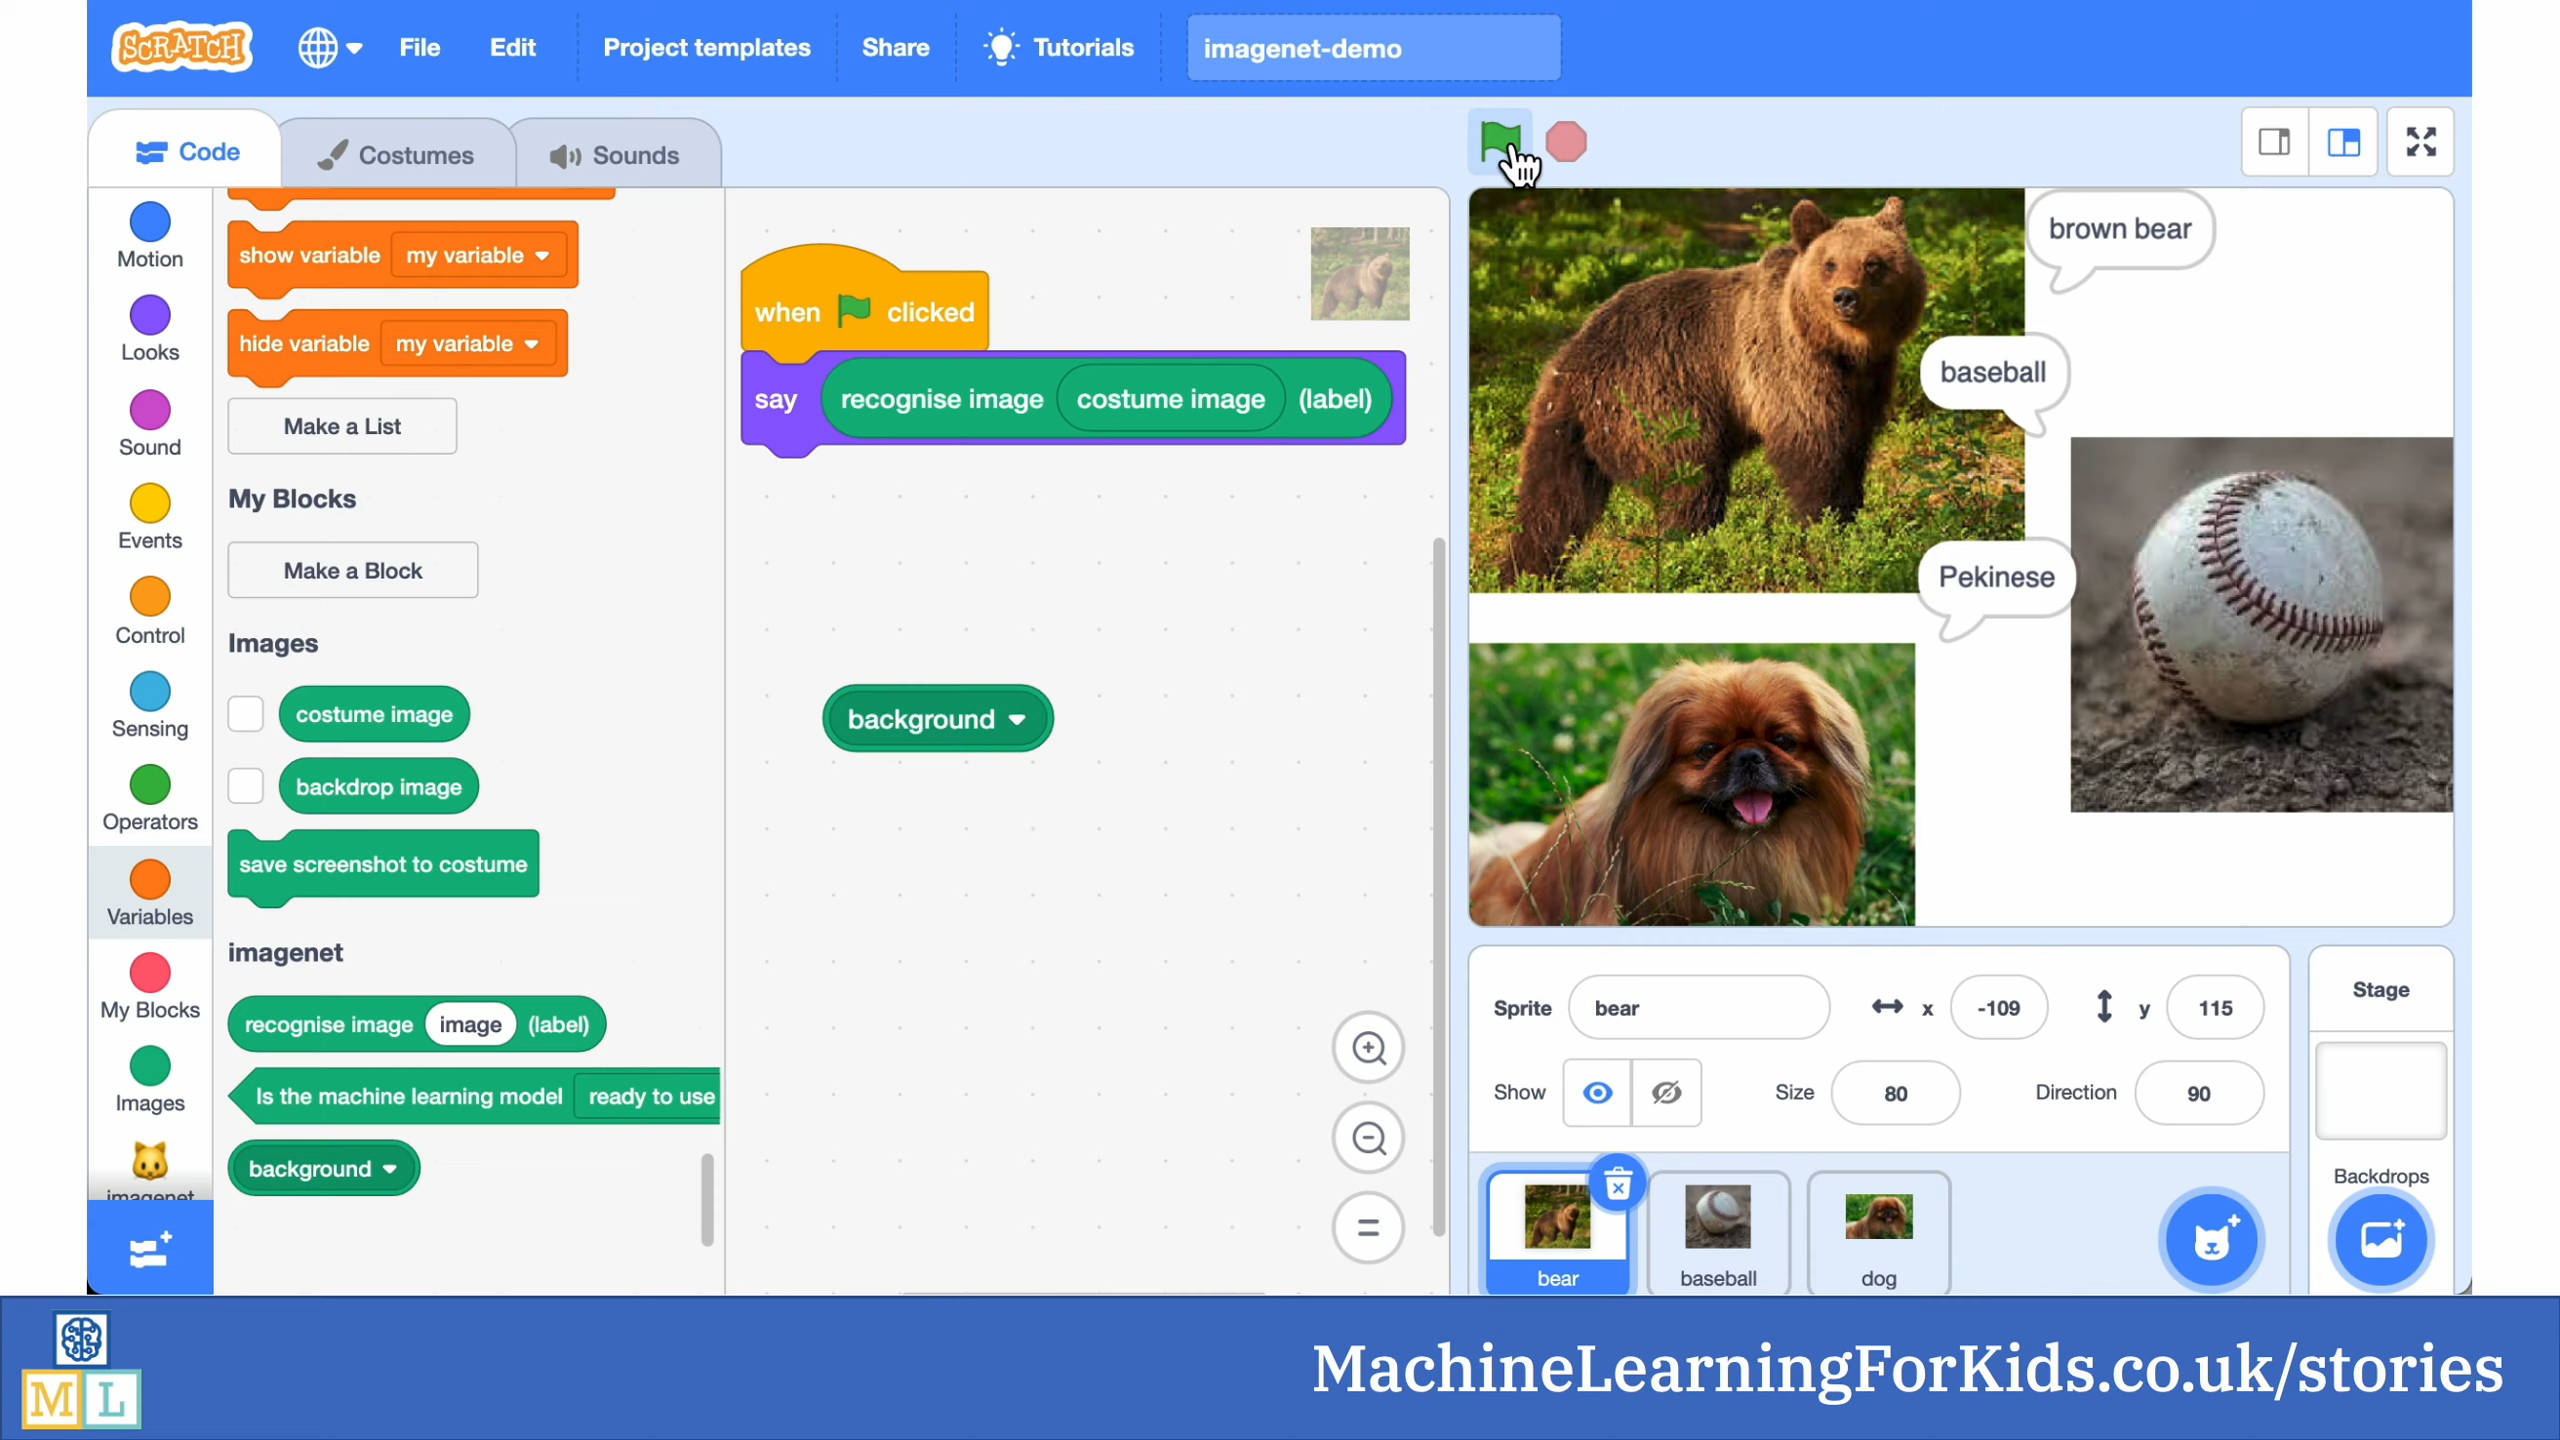 SCRATCH
File
Edit
Project templates
Share
Tutorials
imagenet-demo
Code
Costumes
Sounds
Motion
Looks
Sound
Events
Control
Sensing
Operators
Variables
My Blocks
Images
imagenet
show variable my variable
hide variable my variable
Make a List
My Blocks
Make a Block
Images
costume image
backdrop image
save screenshot to costume
imagenet
recognise image image (label)
Is the machine learning model ready to use
background
when clicked
say recognise image costume image (label)
background
brown bear
baseball
Pekinese
Sprite bear x -109 y 115
Show Size 80 Direction 90
bear
baseball
dog
Stage
Backdrops
M L
MachineLearningForKids.co.uk/stories